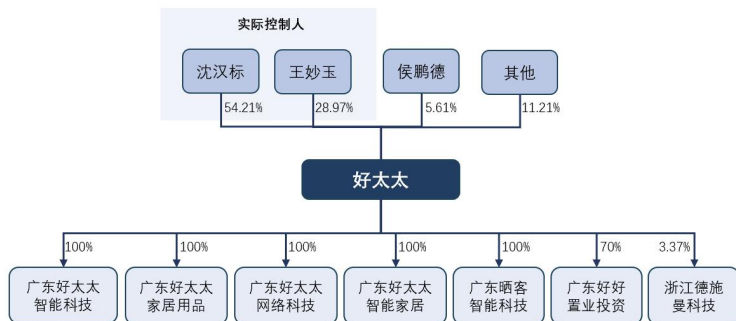 实际控制人
沈汉标
王妙玉
侯鹏德
其他
54.21%
28.97%
5.61%
11.21%
好太太
100%
100%
100%
100%
100%
70%
3.37%
广东好太太
智能科技
广东好太太
家居用品
广东好太太
网络科技
广东好太太
智能家居
广东晒客
智能科技
广东好好
置业投资
浙江德施
曼科技